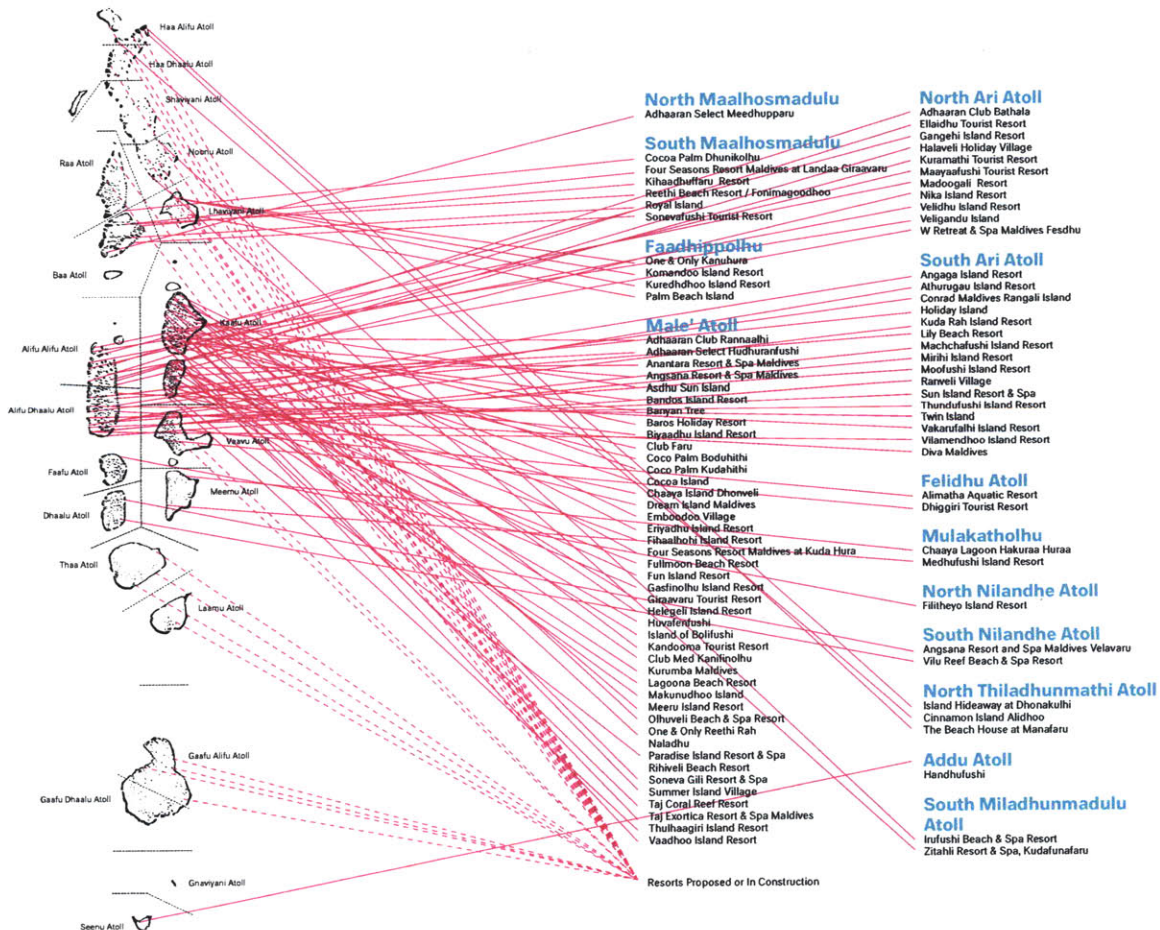 Haa Alifu Atoll
Haa Dhaalu Atoll
Shaviyani Atoll
Noonu Atoll
Raa Atoll
Lhaviyani Atoll
Baa Atoll
Kaafu Atoll
Alifu Alifu Atoll
Alifu Dhaalu Atoll
Vaavu Atoll
Faafu Atoll
Meemu Atoll
Dhaalu Atoll
Thaa Atoll
Laamu Atoll
Gaafu Alifu Atoll
Gaafu Dhaalu Atoll
Gnaviyani Atoll
Seenu Atoll
North Maalhosmadulu
Adhaaran Select Meedhupparu
South Maalhosmadulu
Cocoa Palm Dhunikolhu
Four Seasons Resort Maldives at Landaa Giraavaru
Kihaadhuffaru Resort
Reethi Beach Resort / Fonimagoodhoo
Royal Island
Sonevafushi Tourist Resort
Faadhippolhu
One & Only Kanuhura
Komandoo Island Resort
Kuredhdhoo Island Resort
Palm Beach Island
Male' Atoll
Adhaaran Club Rannaalhi
Adhaaran Select Hudhuranfushi
Anantara Resort & Spa Maldives
Angsana Resort & Spa Maldives
Asdhu Sun Island
Bandos Island Resort
Banyan Tree
Baros Holiday Resort
Biyaadhu Island Resort
Club Faru
Coco Palm Boduhithi
Coco Palm Kudahithi
Cocoa Island
Chaaya Island Dhonveli
Dream Island Maldives
Emboodoo Village
Eriyadhu Island Resort
Fihaalhohi Island Resort
Four Seasons Resort Maldives at Kuda Hura
Fullmoon Beach Resort
Fun Island Resort
Gasfinolhu Island Resort
Giraavaru Tourist Resort
Helegeli Island Resort
Huvafenfushi
Island of Bolifushi
Kandooma Tourist Resort
Club Med Kanifinolhu
Kurumba Maldives
Lagoona Beach Resort
Makunudhoo Island
Meeru Island Resort
Olhuveli Beach & Spa Resort
One & Only Reethi Rah
Naladhu
Paradise Island Resort & Spa
Rihiveli Beach Resort
Soneva Gili Resort & Spa
Summer Island Village
Taj Coral Reef Resort
Taj Exortica Resort & Spa Maldives
Thulhaagiri Island Resort
Vaadhoo Island Resort
Resorts Proposed or In Construction
North Ari Atoll
Adhaaran Club Bathala
Ellaidhu Tourist Resort
Gangehi Island Resort
Halaveli Holiday Village
Kuramathi Tourist Resort
Maayaafushi Tourist Resort
Madoogali Resort
Nika Island Resort
Velidhu Island Resort
Veligandu Island
W Retreat & Spa Maldives Fesdhu
South Ari Atoll
Angaga Island Resort
Athurugau Island Resort
Conrad Maldives Rangali Island
Holiday Island
Kuda Rah Island Resort
Lily Beach Resort
Machchafushi Island Resort
Mirihi Island Resort
Moofushi Island Resort
Ranveli Village
Sun Island Resort & Spa
Thundufushi Island Resort
Twin Island
Vakarufalhi Island Resort
Vilamendhoo Island Resort
Diva Maldives
Felidhu Atoll
Alimatha Aquatic Resort
Dhiggiri Tourist Resort
Mulakatholhu
Chaaya Lagoon Hakuraa Huraa
Medhufushi Island Resort
North Nilandhe Atoll
Filitheyo Island Resort
South Nilandhe Atoll
Angsana Resort and Spa Maldives Velavaru
Vilu Reef Beach & Spa Resort
North Thiladhunmathi Atoll
Island Hideaway at Dhonakulhi
Cinnamon Island Alidhoo
The Beach House at Manafaru
Addu Atoll
Handhufushi
South Miladhunmadulu
Atoll
Irufushi Beach & Spa Resort
Zitahli Resort & Spa, Kudafunafaru